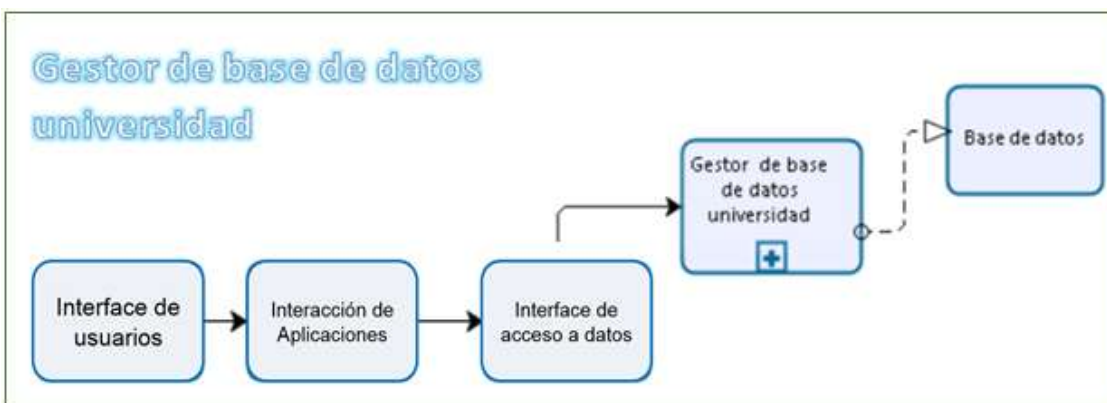 Gestor de base de datos
universidad
Interface de
usuarios
Interacción de
Aplicaciones
Interface de
acceso a datos
Gestor de base
de datos
universidad
Base de datos